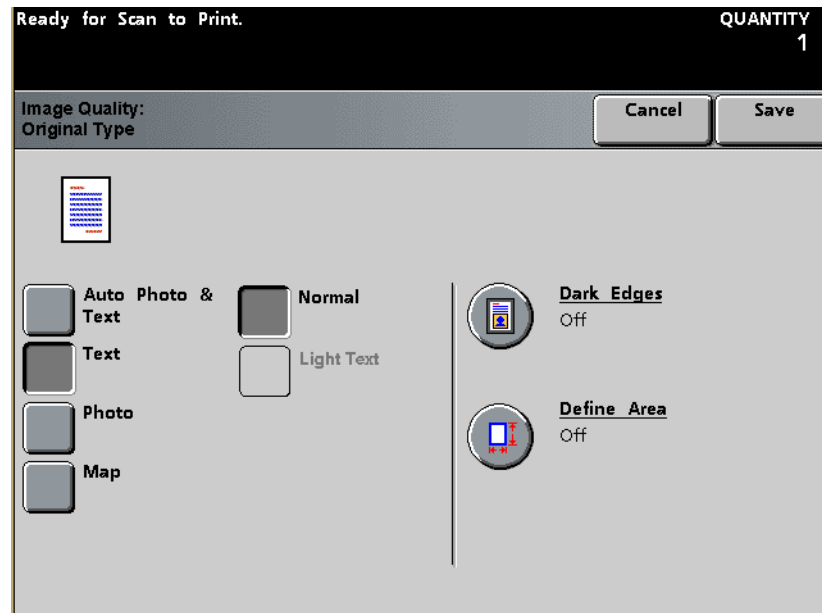 Ready for Scan to Print.
QUANTITY
1
Image Quality:
Original Type
Cancel
Save
Auto Photo &
Text
Text
Photo
Map
Normal
Light Text
Dark Edges
Off
Define Area
Off